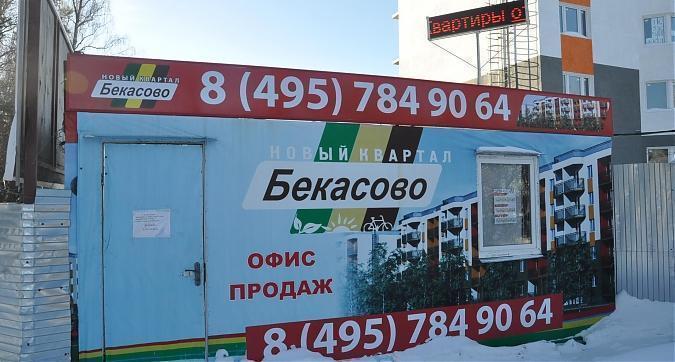 вартиры о
НОВЫЙ КВАРТАЛ
Бекасово
8 (495) 784 90 64
НОВЫЙ КВАРТАЛ
Бекасово
ОФИС
ПРОДАЖ
8 (495) 784 90 64